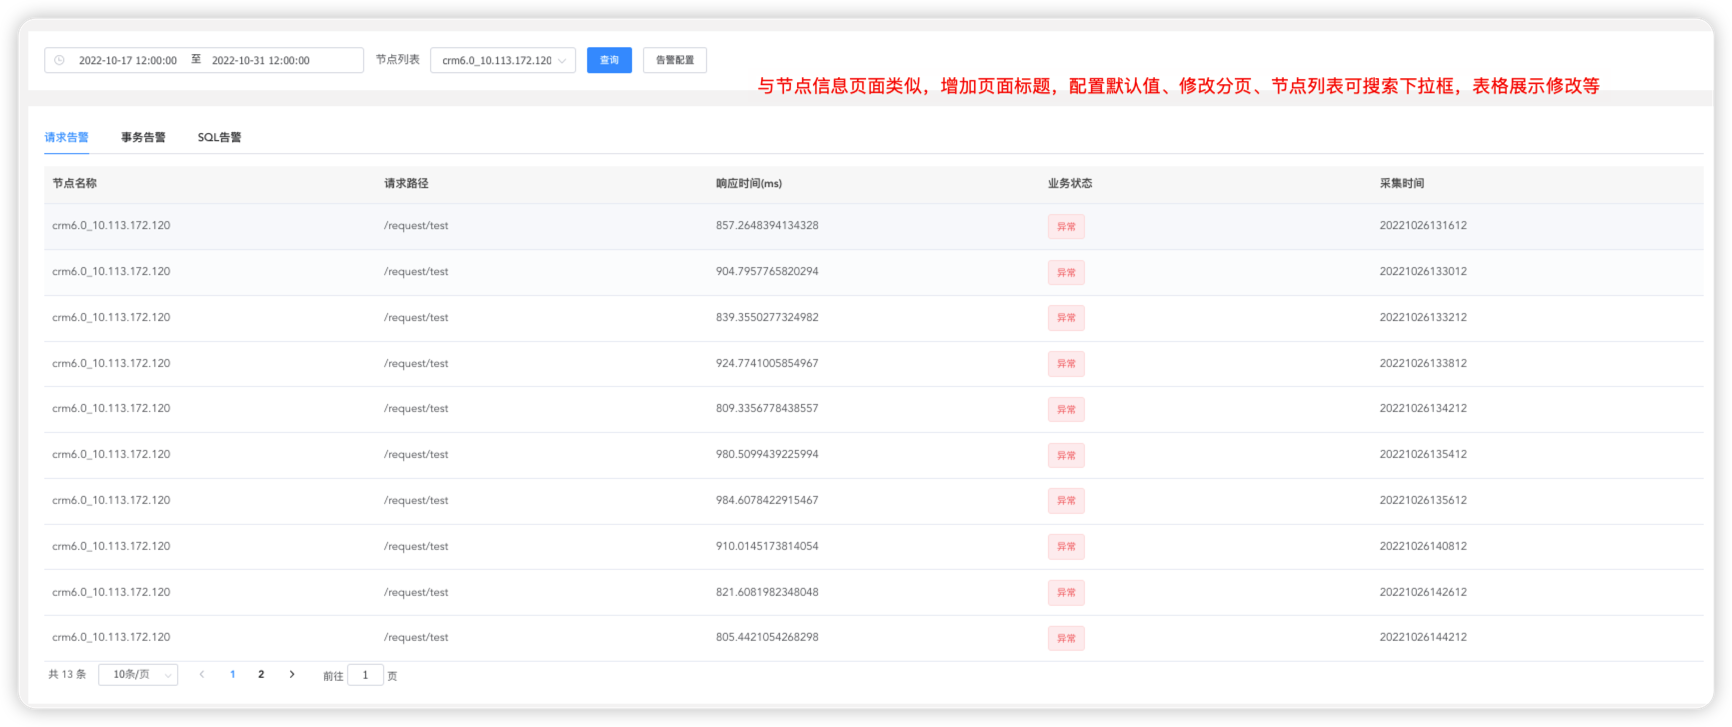 2022-10-17 12:00:00 至 2022-10-31 12:00:00 节点列表 crm6.0_10.113.172.120 查询 告警配置
与节点信息页面类似，增加页面标题，配置默认值、修改分页、节点列表可搜索下拉框，表格展示修改等
请求告警 事务告警 SQL告警
节点名称 请求路径 响应时间(ms) 业务状态 采集时间
crm6.0_10.113.172.120 /request/test 857.2648394134328 异常 20221026131612
crm6.0_10.113.172.120 /request/test 904.7957765820294 异常 20221026133012
crm6.0_10.113.172.120 /request/test 839.3550277324982 异常 20221026133212
crm6.0_10.113.172.120 /request/test 924.7741005854967 异常 20221026133812
crm6.0_10.113.172.120 /request/test 809.3356778438557 异常 20221026134212
crm6.0_10.113.172.120 /request/test 980.5099439225994 异常 20221026135412
crm6.0_10.113.172.120 /request/test 984.6078422915467 异常 20221026135612
crm6.0_10.113.172.120 /request/test 910.0145173814054 异常 20221026140812
crm6.0_10.113.172.120 /request/test 821.6081982348048 异常 20221026142612
crm6.0_10.113.172.120 /request/test 805.4421054268298 异常 20221026144212
共 13 条 10条/页 1 2 前往 1 页